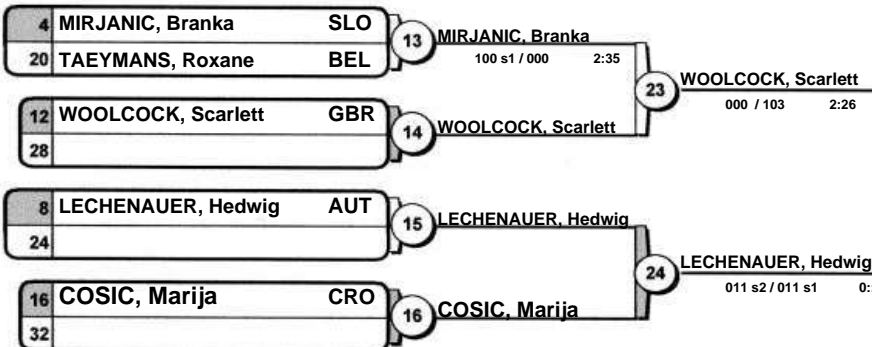 4 MIRJANIC, Branka SLO
20 TAEYMANS, Roxane BEL
13 MIRJANIC, Branka
100 s1 / 000 2:35
12 WOOLCOCK, Scarlett GBR
28
14 WOOLCOCK, Scarlett
23 WOOLCOCK, Scarlett
000 / 103 2:26
8 LECHENAUER, Hedwig AUT
24
15 LECHENAUER, Hedwig
16 COSIC, Marija CRO
32
16 COSIC, Marija
24 LECHENAUER, Hedwig
011 s2 / 011 s1